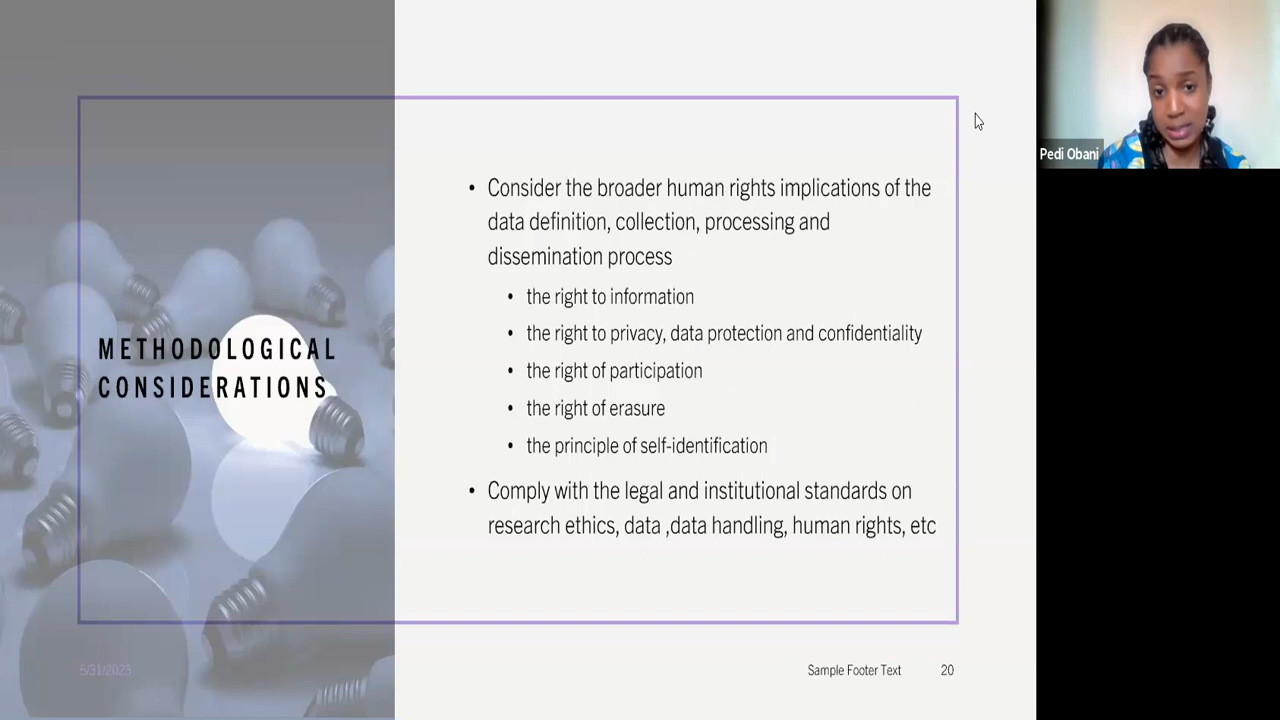 METHODOLOGICAL
CONSIDERATIONS
• Consider the broader human rights implications of the
data definition, collection, processing and
dissemination process
• the right to information
• the right to privacy, data protection and confidentiality
• the right of participation
• the right of erasure
• the principle of self-identification
• Comply with the legal and institutional standards on
research ethics, data ,data handling, human rights, etc
5/31/2023
Sample Footer Text
20
Pedi Obani